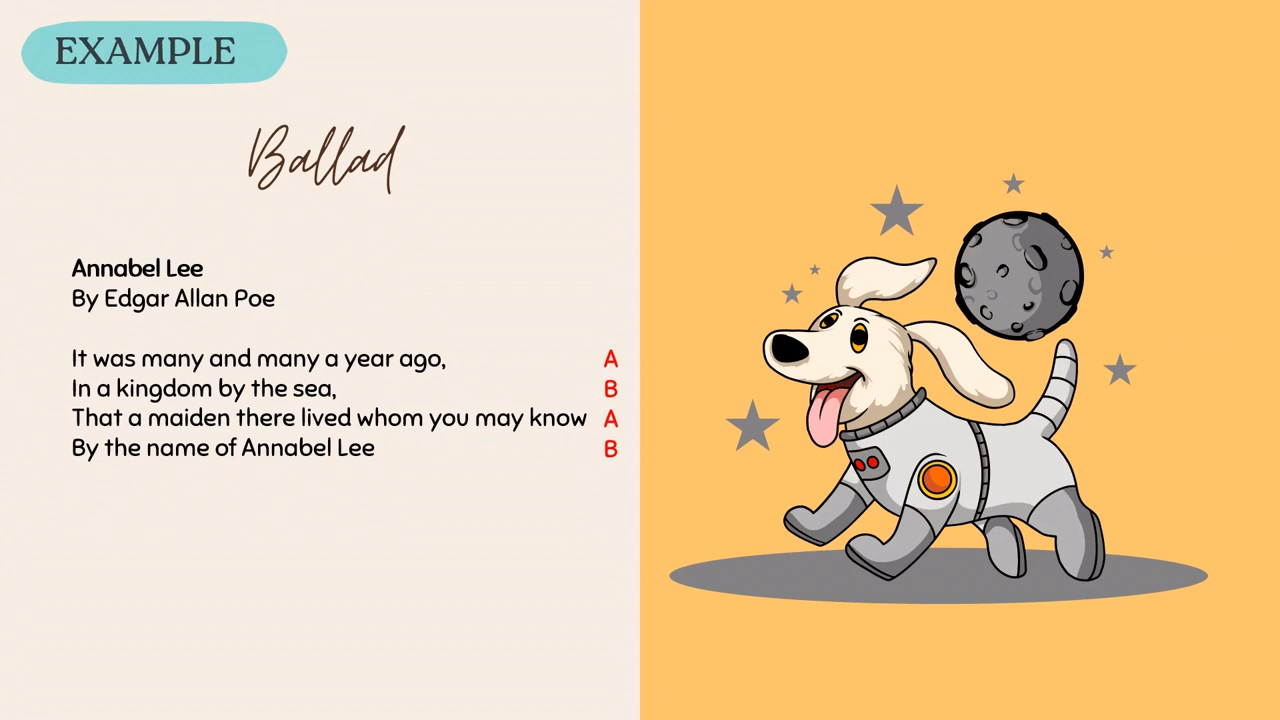 EXAMPLE
Ballad
Annabel Lee
By Edgar Allan Poe
It was many and many a year ago, A
In a kingdom by the sea, B
That a maiden there lived whom you may know A
By the name of Annabel Lee B